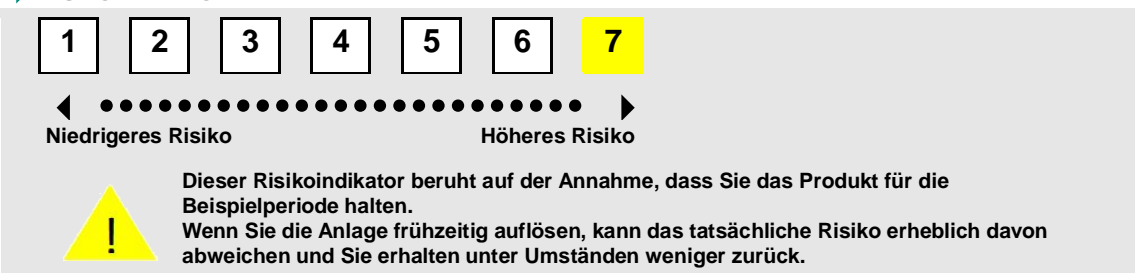 1 2 3 4 5 6 7
Niedrigeres Risiko Höheres Risiko
Dieser Risikoindikator beruht auf der Annahme, dass Sie das Produkt für die
Beispielperiode halten.
! Wenn Sie die Anlage frühzeitig auflösen, kann das tatsächliche Risiko erheblich davon
abweichen und Sie erhalten unter Umständen weniger zurück.